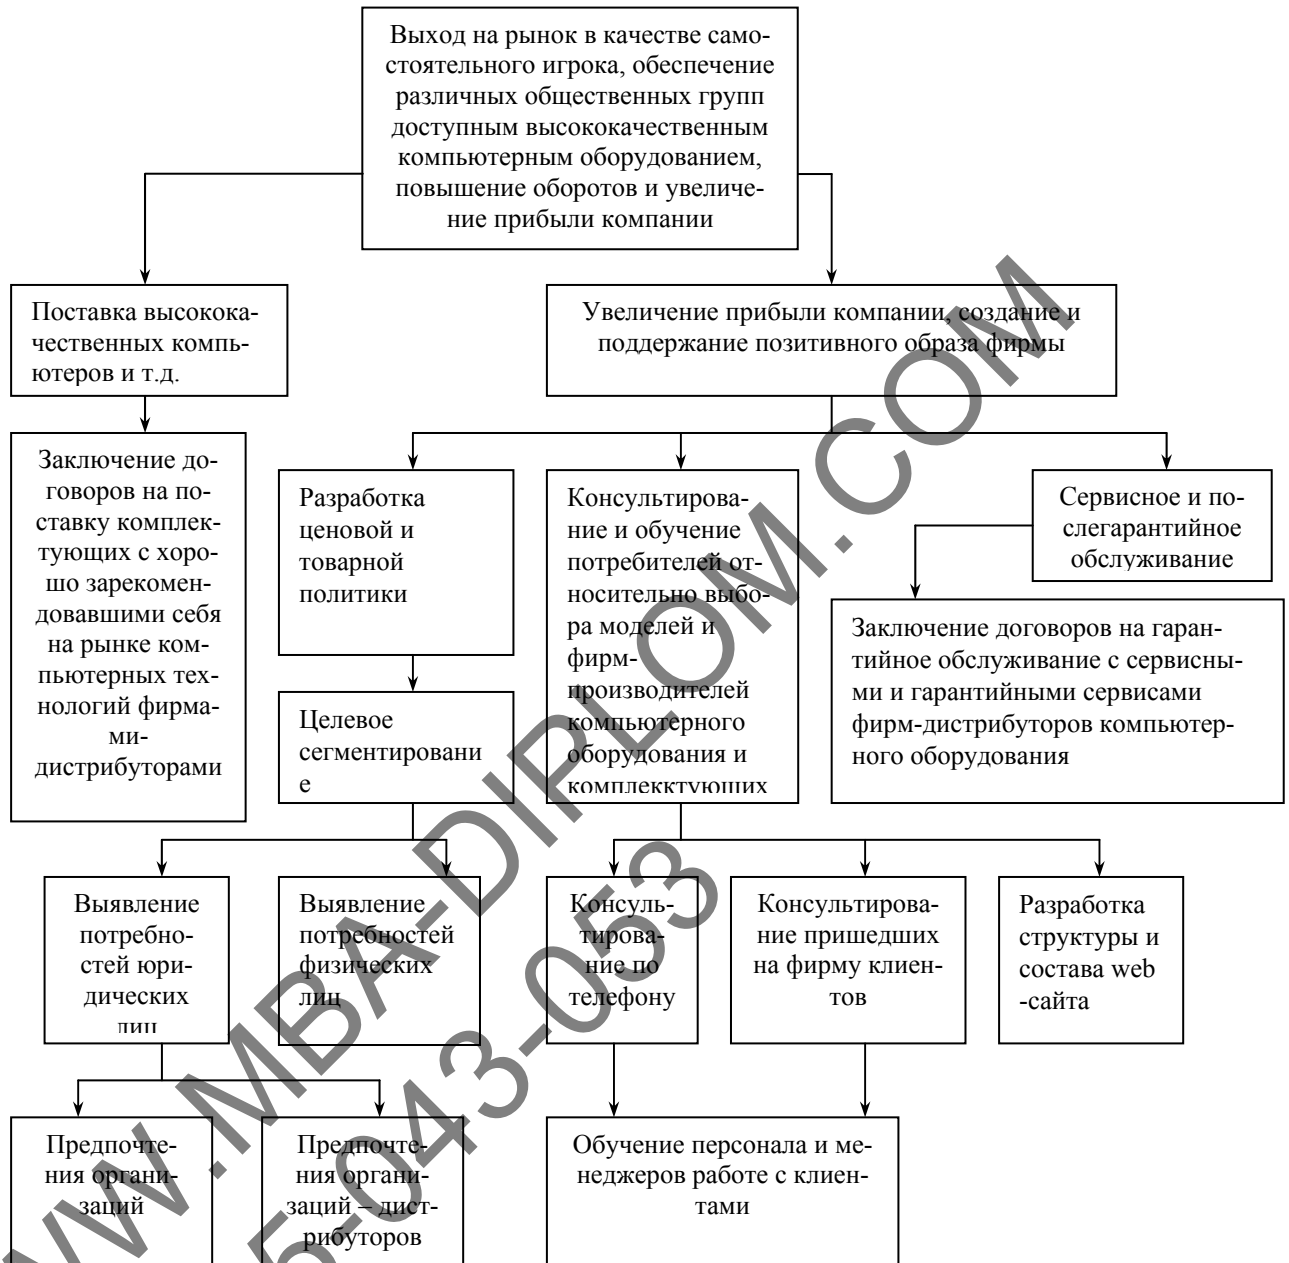 Выход на рынок в качестве само-
стоятельного игрока, обеспечение
различных общественных групп
доступным высококачественным
компьютерным оборудованием,
повышение оборотов и увеличе-
ние прибыли компании
Поставка высокока-
чественных компь-
ютеров и т.д.
Увеличение прибыли компании, создание и
поддержание позитивного образа фирмы
Заключение до-
говоров на по-
ставку комплек-
тующих с хоро-
шо зарекомен-
довавшими себя
на рынке ком-
пьютерных тех-
нологий фирма-
ми-
дистрибуторами
Разработка
ценовой и
товарной
политики
Консультирова-
ние и обучение
потребителей от-
носительно выбо-
ра моделей и
фирм-
производителей
компьютерного
оборудования и
комплекктующих
Сервисное и по-
слегарантийное
обслуживание
Заключение договоров на гаран-
тийное обслуживание с сервисны-
ми и гарантийными сервисами
фирм-дистрибуторов компьютер-
ного оборудования
Целевое
сегментировани
е
Выявление
потребно-
стей юри-
дических
лиц
Выявление
потребностей
физических
лиц
Консуль-
тирова-
ние по
телефону
Консультирова-
ние пришедших
на фирму клиен-
тов
Разработка
структуры и
состава web
-сайта
Предпочте-
ния органи-
заций
Предпочте-
ния органи-
заций – дист-
рибуторов
Обучение персонала и ме-
неджеров работе с клиен-
тами
WW.MBA-DIPLOM.COM
5-043-053